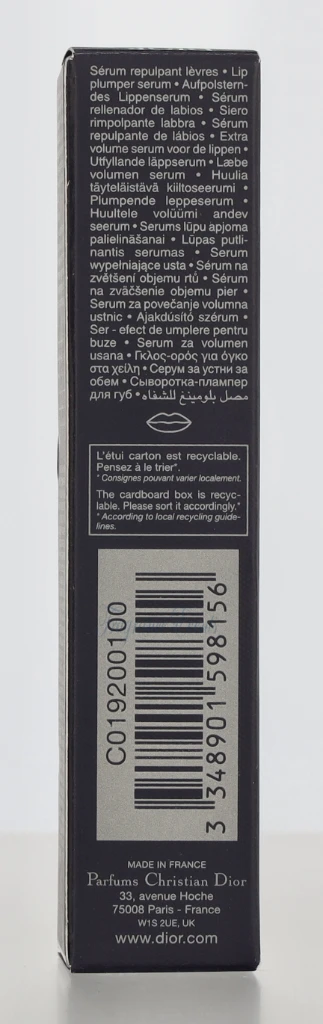 Sérum repulpant lèvres • Lip
plumper serum • Aufpolstern-
des Lippenserum • Sérum
rellenador de labios • Siero
rimpolpante labbra • Sérum
repulpante de lábios • Extra
volume serum voor de lippen •
Utfyllande läppserum • Læbe
volumen serum • Huulia
täyteläistävä kiiltoseerumi •
Plumpende leppeserum •
Huultele volüümi andev
seerum • Serums lūpu apjoma
palielināšanai • Lūpas putli-
nantis serumas • Serum
wypełniające usta • Sérum na
zvětšení objemu rtů • Sérum
na zväčšenie objemu pier •
Serum za povečanje volumna
ustnic • Ajakdúsító szérum •
Ser - efect de umplere pentru
buze • Serum za volumen
usana • Γκλος-ορός για όγκο
στα χείλη • Серум за устни за
обем • Сыворотка-плампер
для губ • مصل بلومينغ للشفاه
L'étui carton est recyclable.
Pensez à le trier*.
* Consignes pouvant varier localement.
The cardboard box is recyc-
lable. Please sort it accordingly.*
* According to local recycling guide-
lines.
C019200100
3 348901 598156
MADE IN FRANCE
Parfums Christian Dior
33, avenue Hoche
75008 Paris - France
W1S 2UE, UK
www.dior.com